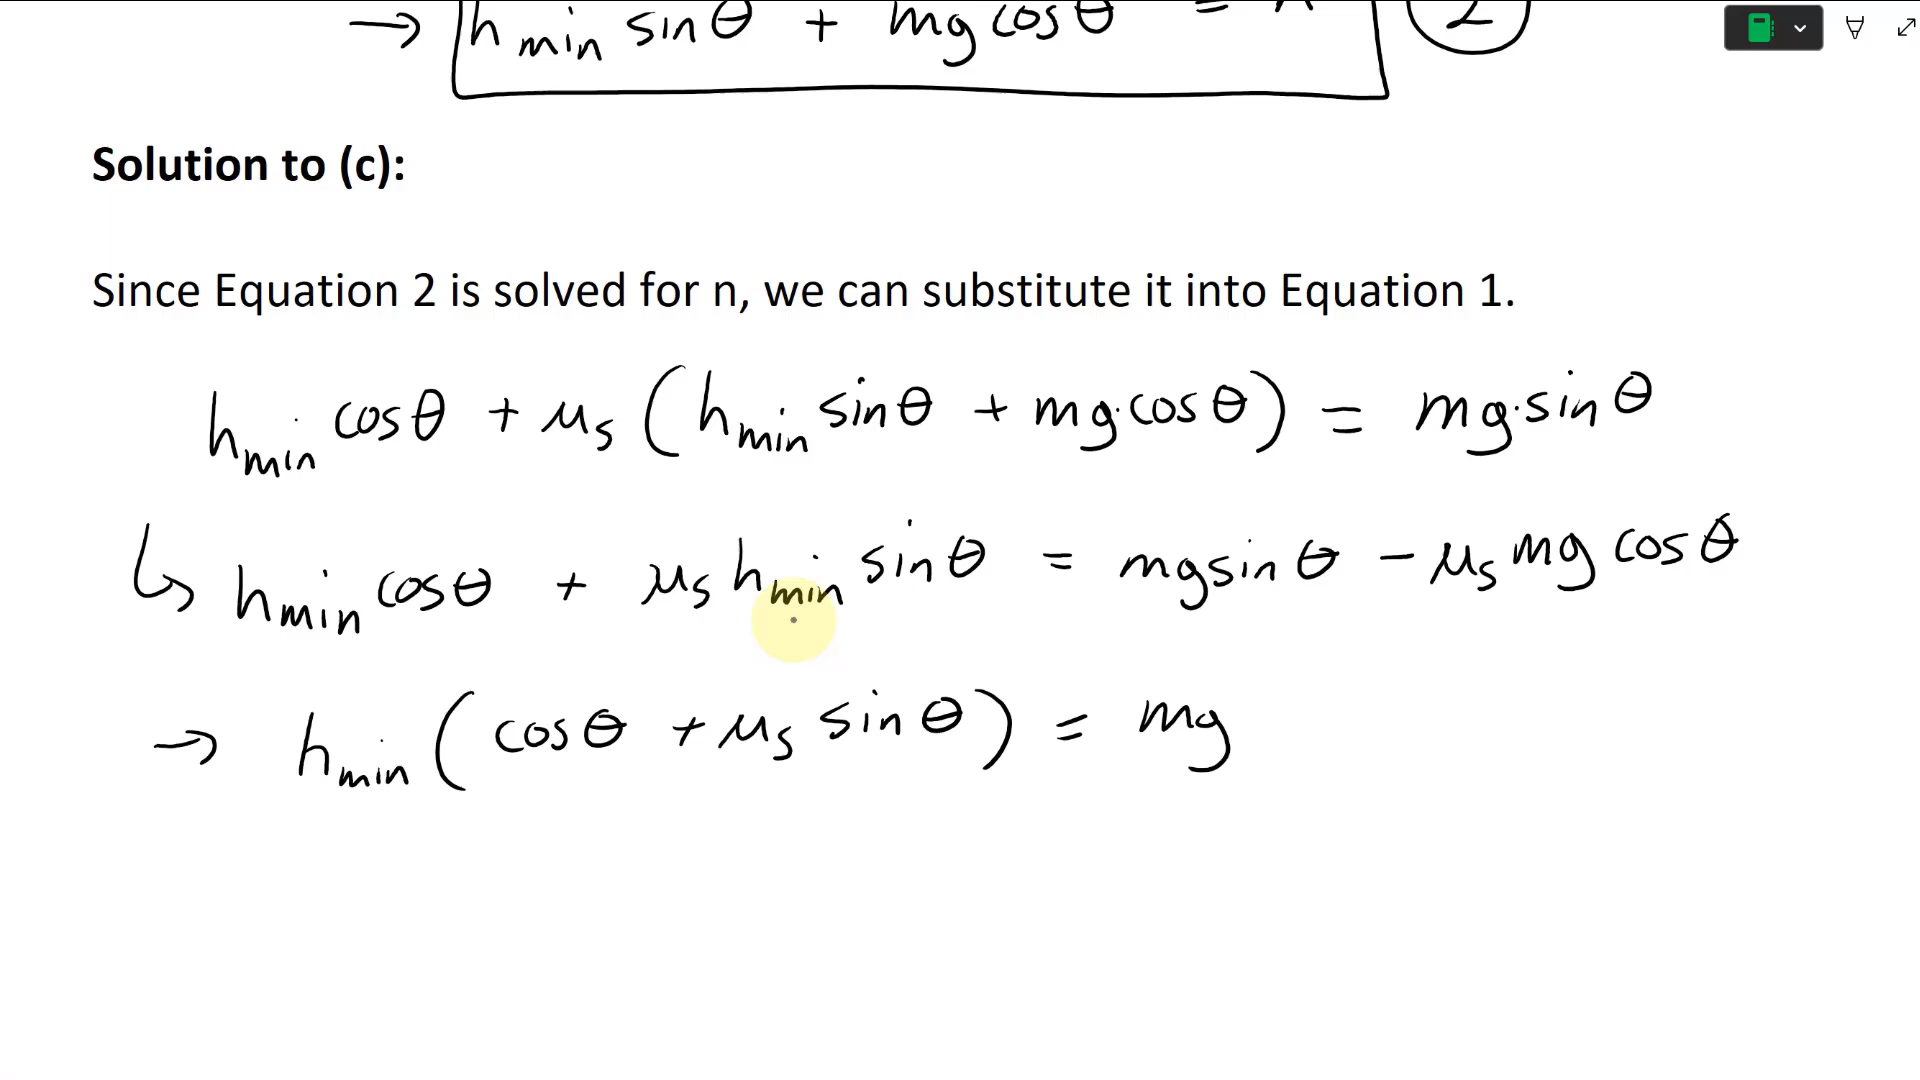 → h_min sinθ + mg cosθ = n ②
Solution to (c):
Since Equation 2 is solved for n, we can substitute it into Equation 1.
h_min cosθ + μ_s (h_min sinθ + mg·cosθ) = mg·sinθ
↳ h_min cosθ + μ_s h_min sinθ = mg sinθ − μ_s mg cosθ
→ h_min (cosθ + μ_s sinθ) = mg